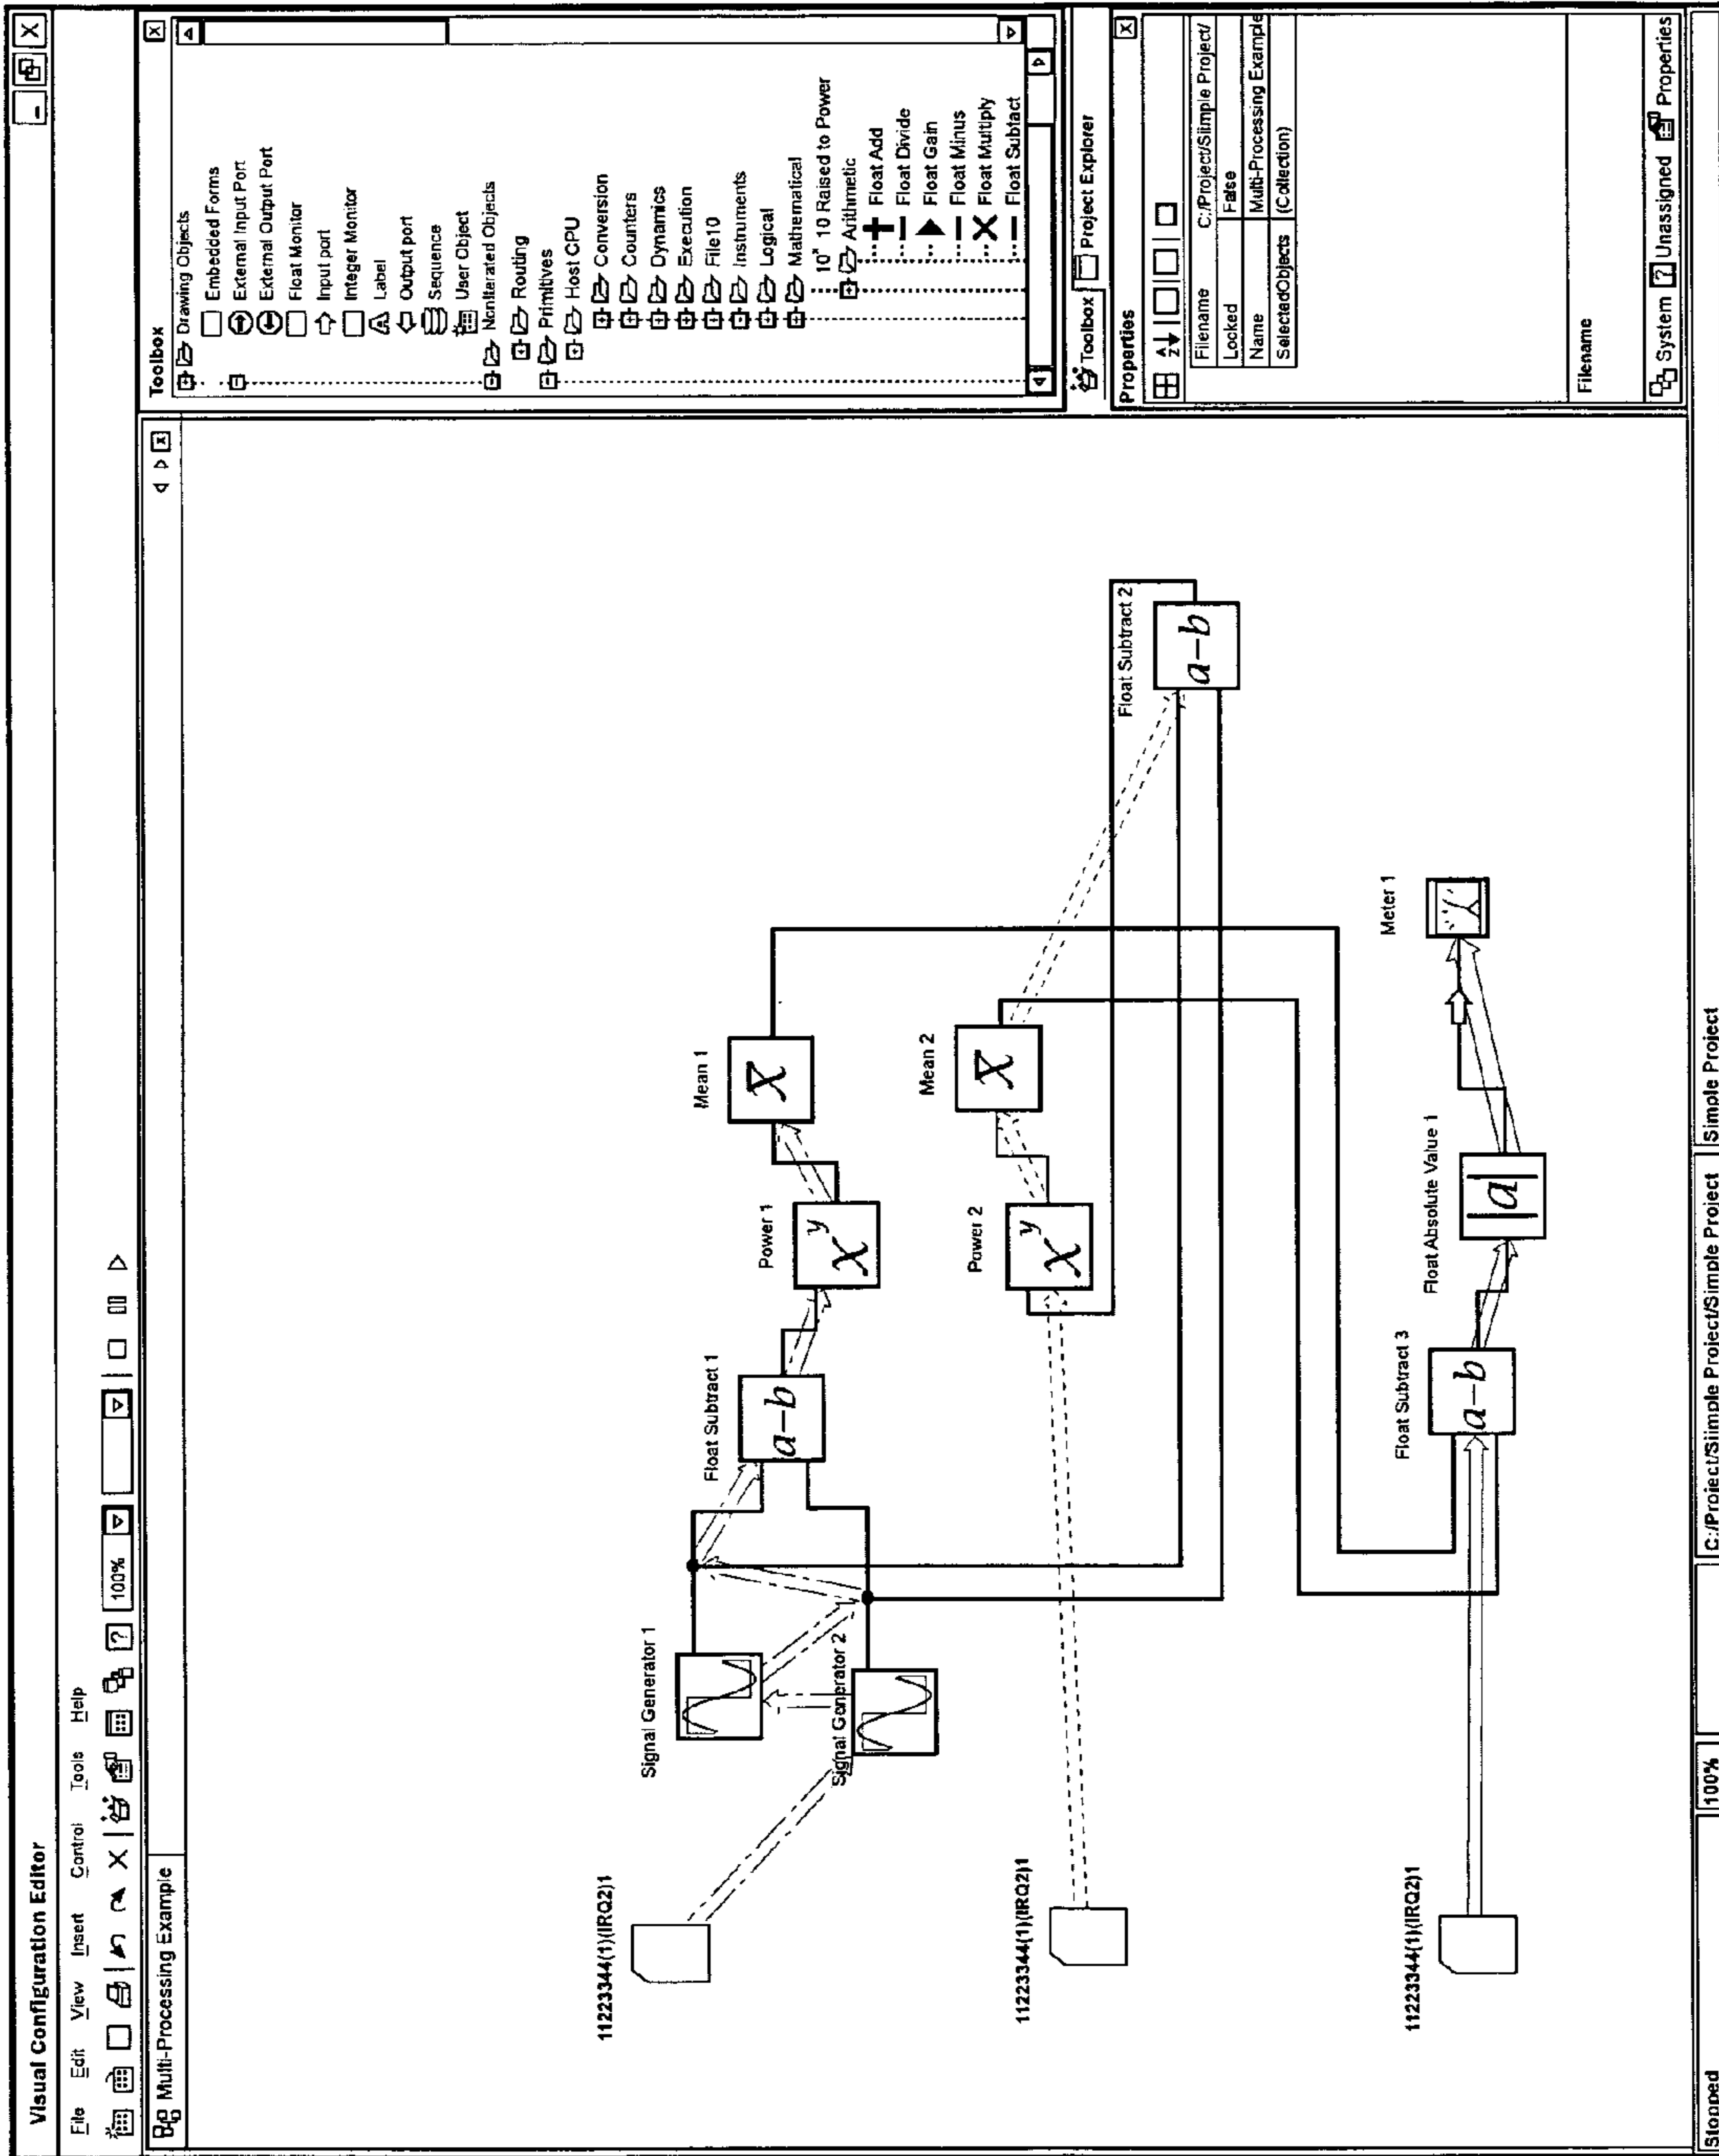 Visual Configuration Editor
File Edit View Insert Control Tools Help
100%
Multi-Processing Example
Signal Generator 1
Signal Generator 2
Float Subtract 1
Power 1
Mean 1
Power 2
Mean 2
Float Subtract 2
Float Subtract 3
Float Absolute Value 1
Meter 1
11223344(1)(IRQ2)1
11223344(1)(IRQ2)1
11223344(1)(IRQ2)1
a–b
x^y
x̄
x^y
x̄
a–b
a–b
|a|
Toolbox
Drawing Objects
Embedded Forms
External Input Port
External Output Port
Float Monitor
Input port
Integer Monitor
A Label
Output port
Sequence
User Object
NonIterated Objects
Routing
Primitives
Host CPU
Conversion
Counters
Dynamics
Execution
File10
Instruments
Logical
Mathematical
10ˣ 10 Raised to Power
Arithmetic
Float Add
Float Divide
Float Gain
Float Minus
Float Multiply
Float Subtact
Toolbox Project Explorer
Properties
A Z
Filename C:/Project/Siimple Project/
Locked False
Name Multi-Processing Example
SelectedObjects (Collection)
Filename
System ? Unassigned Properties
Stopped 100% C:/Project/Siimple Project/Simple Project Simple Project